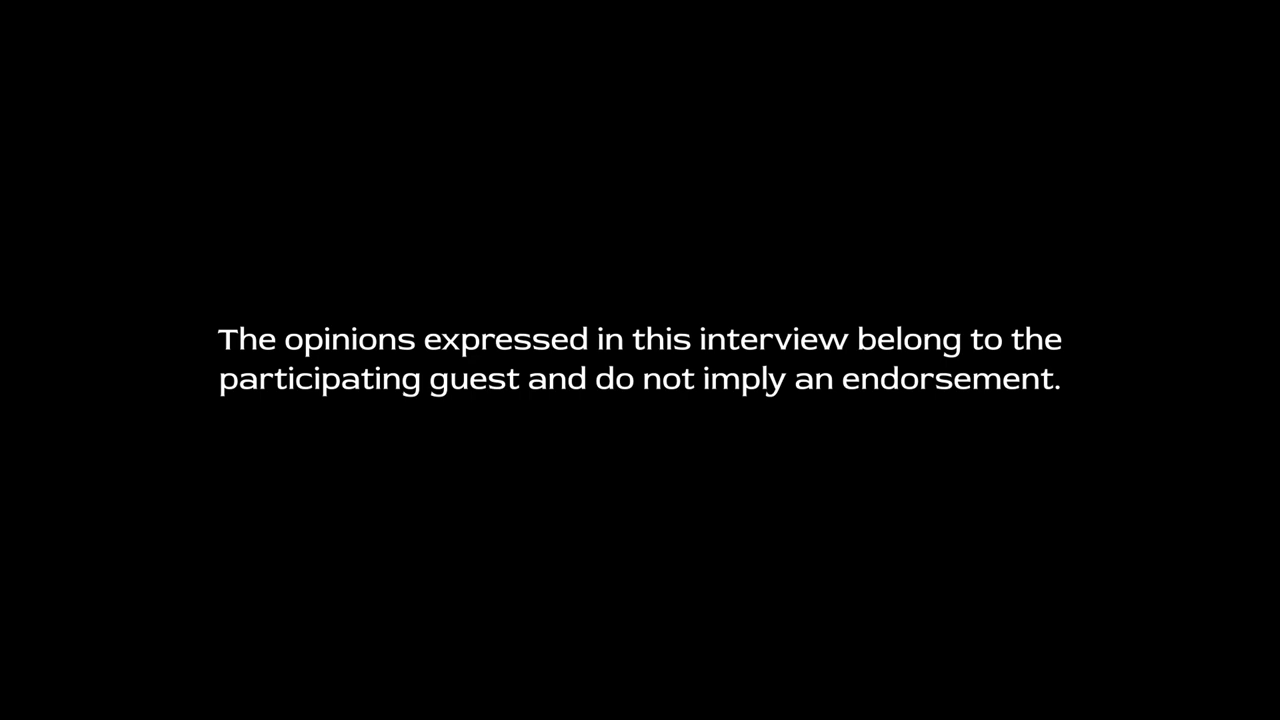 The opinions expressed in this interview belong to the
participating guest and do not imply an endorsement.